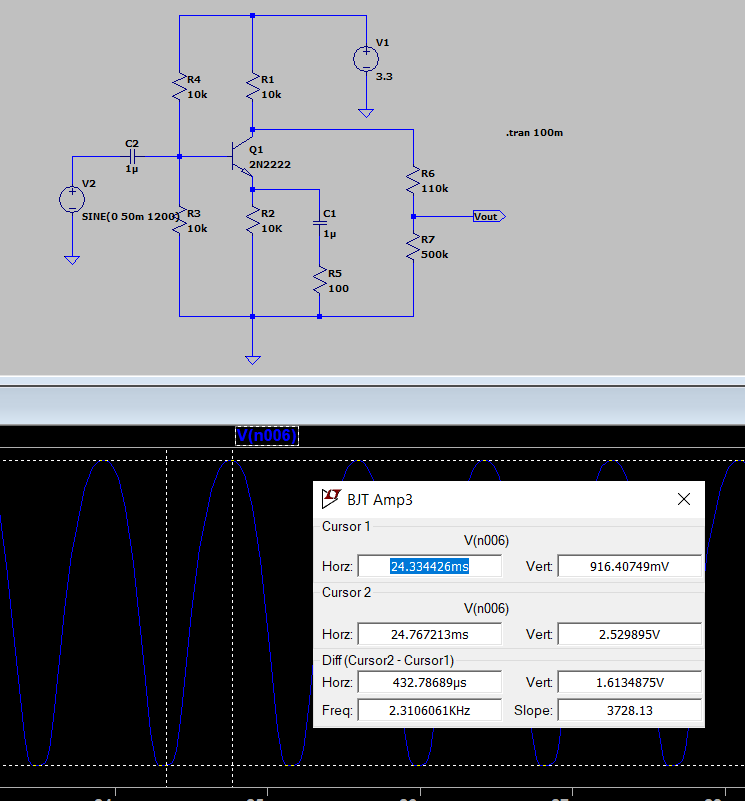 V1
3.3
R4
10k
R1
10k
.tran 100m
C2
1µ
Q1
2N2222
R6
110k
V2
SINE(0 50m 1200)
R3
10k
R2
10K
C1
1µ
Vout
R7
500k
R5
100
V(n006)
BJT Amp3
Cursor 1
V(n006)
Horz: 24.334426ms Vert: 916.40749mV
Cursor 2
V(n006)
Horz: 24.767213ms Vert: 2.529895V
Diff (Cursor2 - Cursor1)
Horz: 432.78689µs Vert: 1.6134875V
Freq: 2.3106061KHz Slope: 3728.13